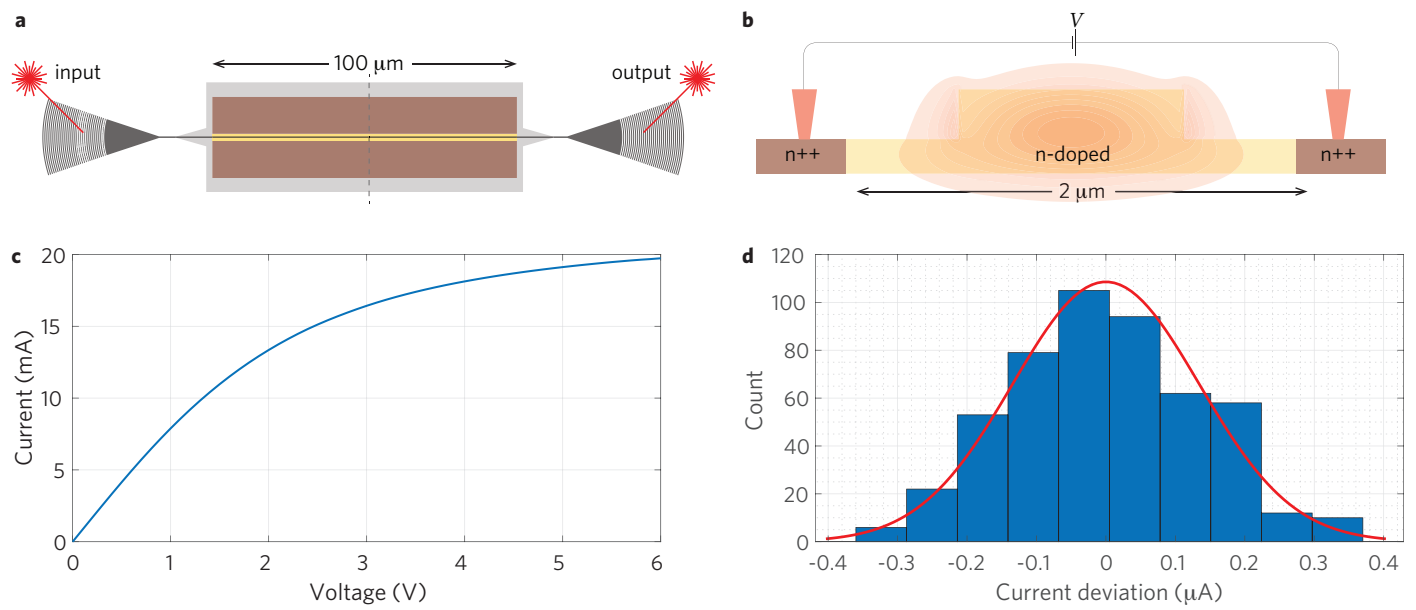 a
100 μm
input
output
b
V
n++
n-doped
n++
2 μm
c
20
15
10
5
0
0 1 2 3 4 5 6
Current (mA)
Voltage (V)
d
120
100
80
60
40
20
0
-0.4 -0.3 -0.2 -0.1 0 0.1 0.2 0.3 0.4
Count
Current deviation (μA)